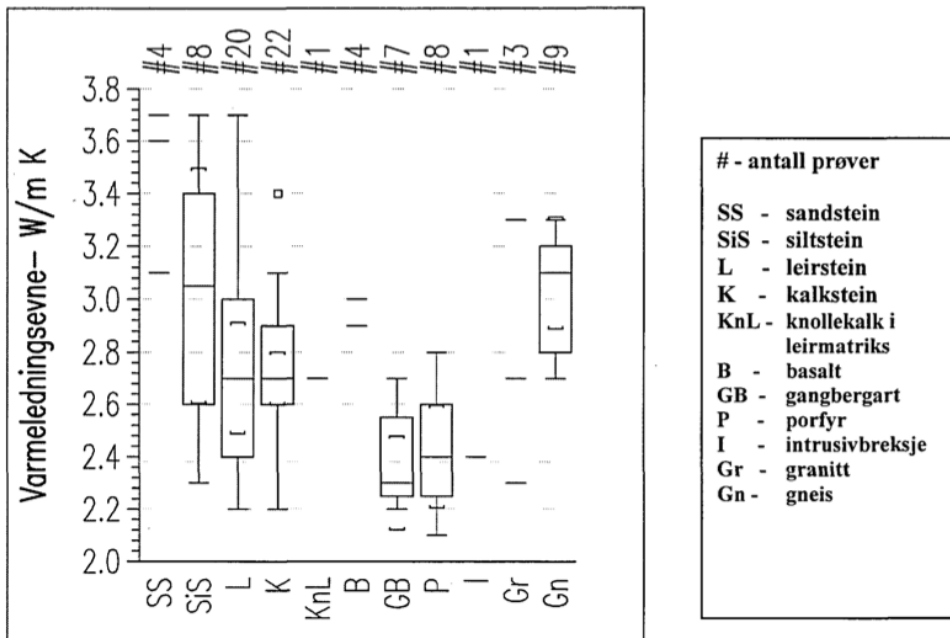 #4 #8 #20 #22 #1 #4 #7 #8 #1 #3 #9
Varmeledningsevne– W/m K
3.8
3.6
3.4
3.2
3.0
2.8
2.6
2.4
2.2
2.0
SS SiS L K KnL B GB P I Gr Gn
# - antall prøver
SS - sandstein
SiS - siltstein
L - leirstein
K - kalkstein
KnL - knollekalk i
leirmatriks
B - basalt
GB - gangbergart
P - porfyr
I - intrusivbreksje
Gr - granitt
Gn - gneis